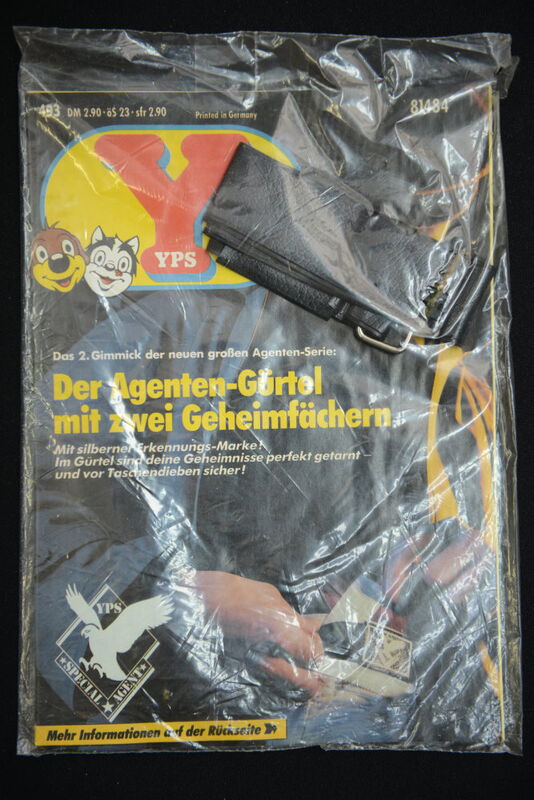 493 DM 2.90 · öS 23 · sfr 2.90
Printed in Germany
81484
Y
YPS
Das 2. Gimmick der neuen großen Agenten-Serie:
Der Agenten-Gürtel
mit zwei Geheimfächern
Mit silberner Erkennungs-Marke!
Im Gürtel sind deine Geheimnisse perfekt getarnt –
und vor Taschendieben sicher!
YPS
SPECIAL AGENT
Mehr Informationen auf der Rückseite